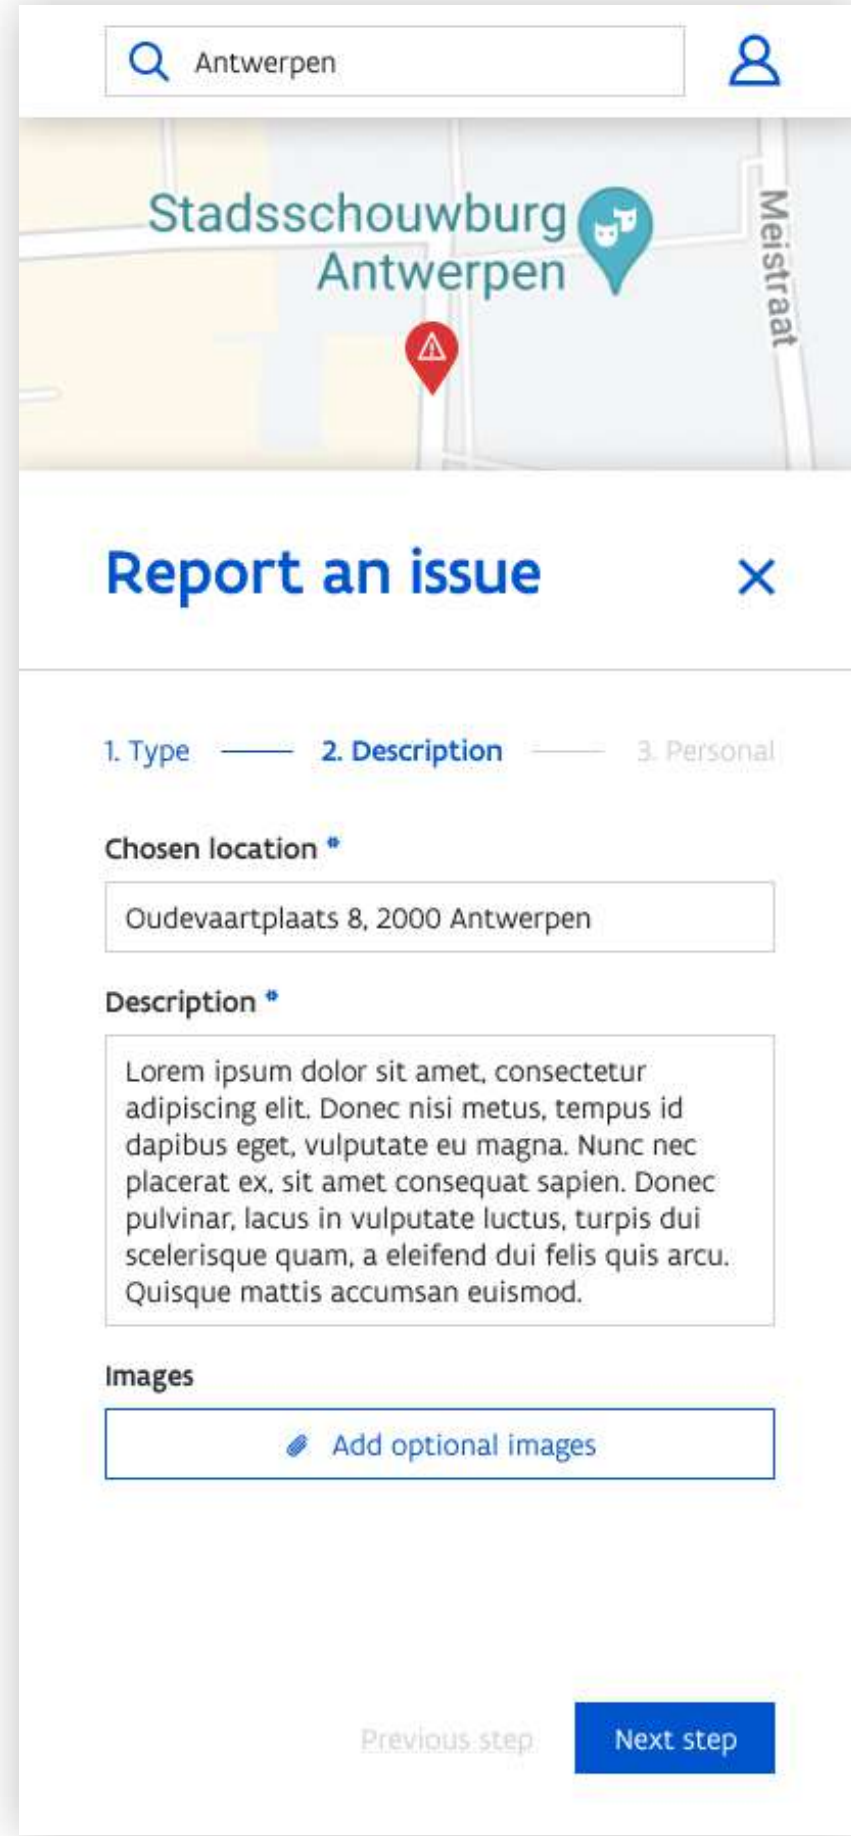 Antwerpen
Stadsschouwburg
Antwerpen
Meistraat
Report an issue
1. Type 2. Description 3. Personal
Chosen location *
Oudevaartplaats 8, 2000 Antwerpen
Description *
Lorem ipsum dolor sit amet, consectetur
adipiscing elit. Donec nisi metus, tempus id
dapibus eget, vulputate eu magna. Nunc nec
placerat ex, sit amet consequat sapien. Donec
pulvinar, lacus in vulputate luctus, turpis dui
scelerisque quam, a eleifend dui felis quis arcu.
Quisque mattis accumsan euismod.
Images
Add optional images
Previous step Next step